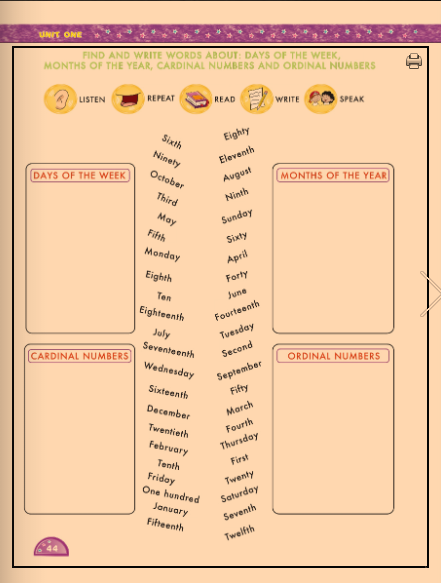 UNIT ONE
FIND AND WRITE WORDS ABOUT: DAYS OF THE WEEK,
MONTHS OF THE YEAR, CARDINAL NUMBERS AND ORDINAL NUMBERS
LISTEN REPEAT READ WRITE SPEAK
DAYS OF THE WEEK
CARDINAL NUMBERS
Sixth
Ninety
October
Third
May
Fifth
Monday
Eighth
Ten
Eighteenth
July
Seventeenth
Wednesday
Sixteenth
December
Twentieth
February
Tenth
Friday
One hundred
January
Fifteenth
Eighty
Eleventh
August
Ninth
Sunday
Sixty
April
Forty
June
Fourteenth
Tuesday
Second
September
Fifty
March
Fourth
Thursday
First
Twenty
Saturday
Seventh
Twelfth
MONTHS OF THE YEAR
ORDINAL NUMBERS
44